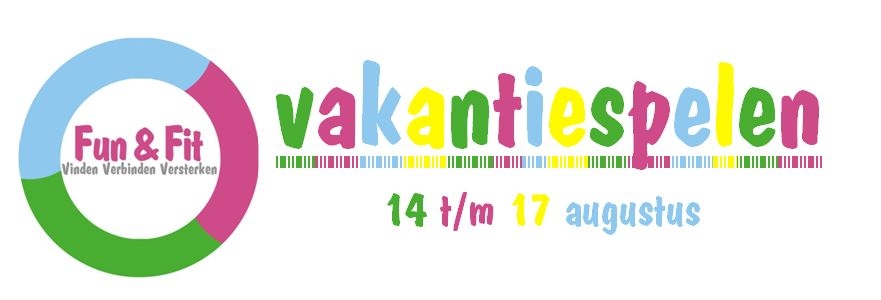 Fun & Fit
Vinden Verbinden Versterken
vakantiespelen
14 t/m 17 augustus